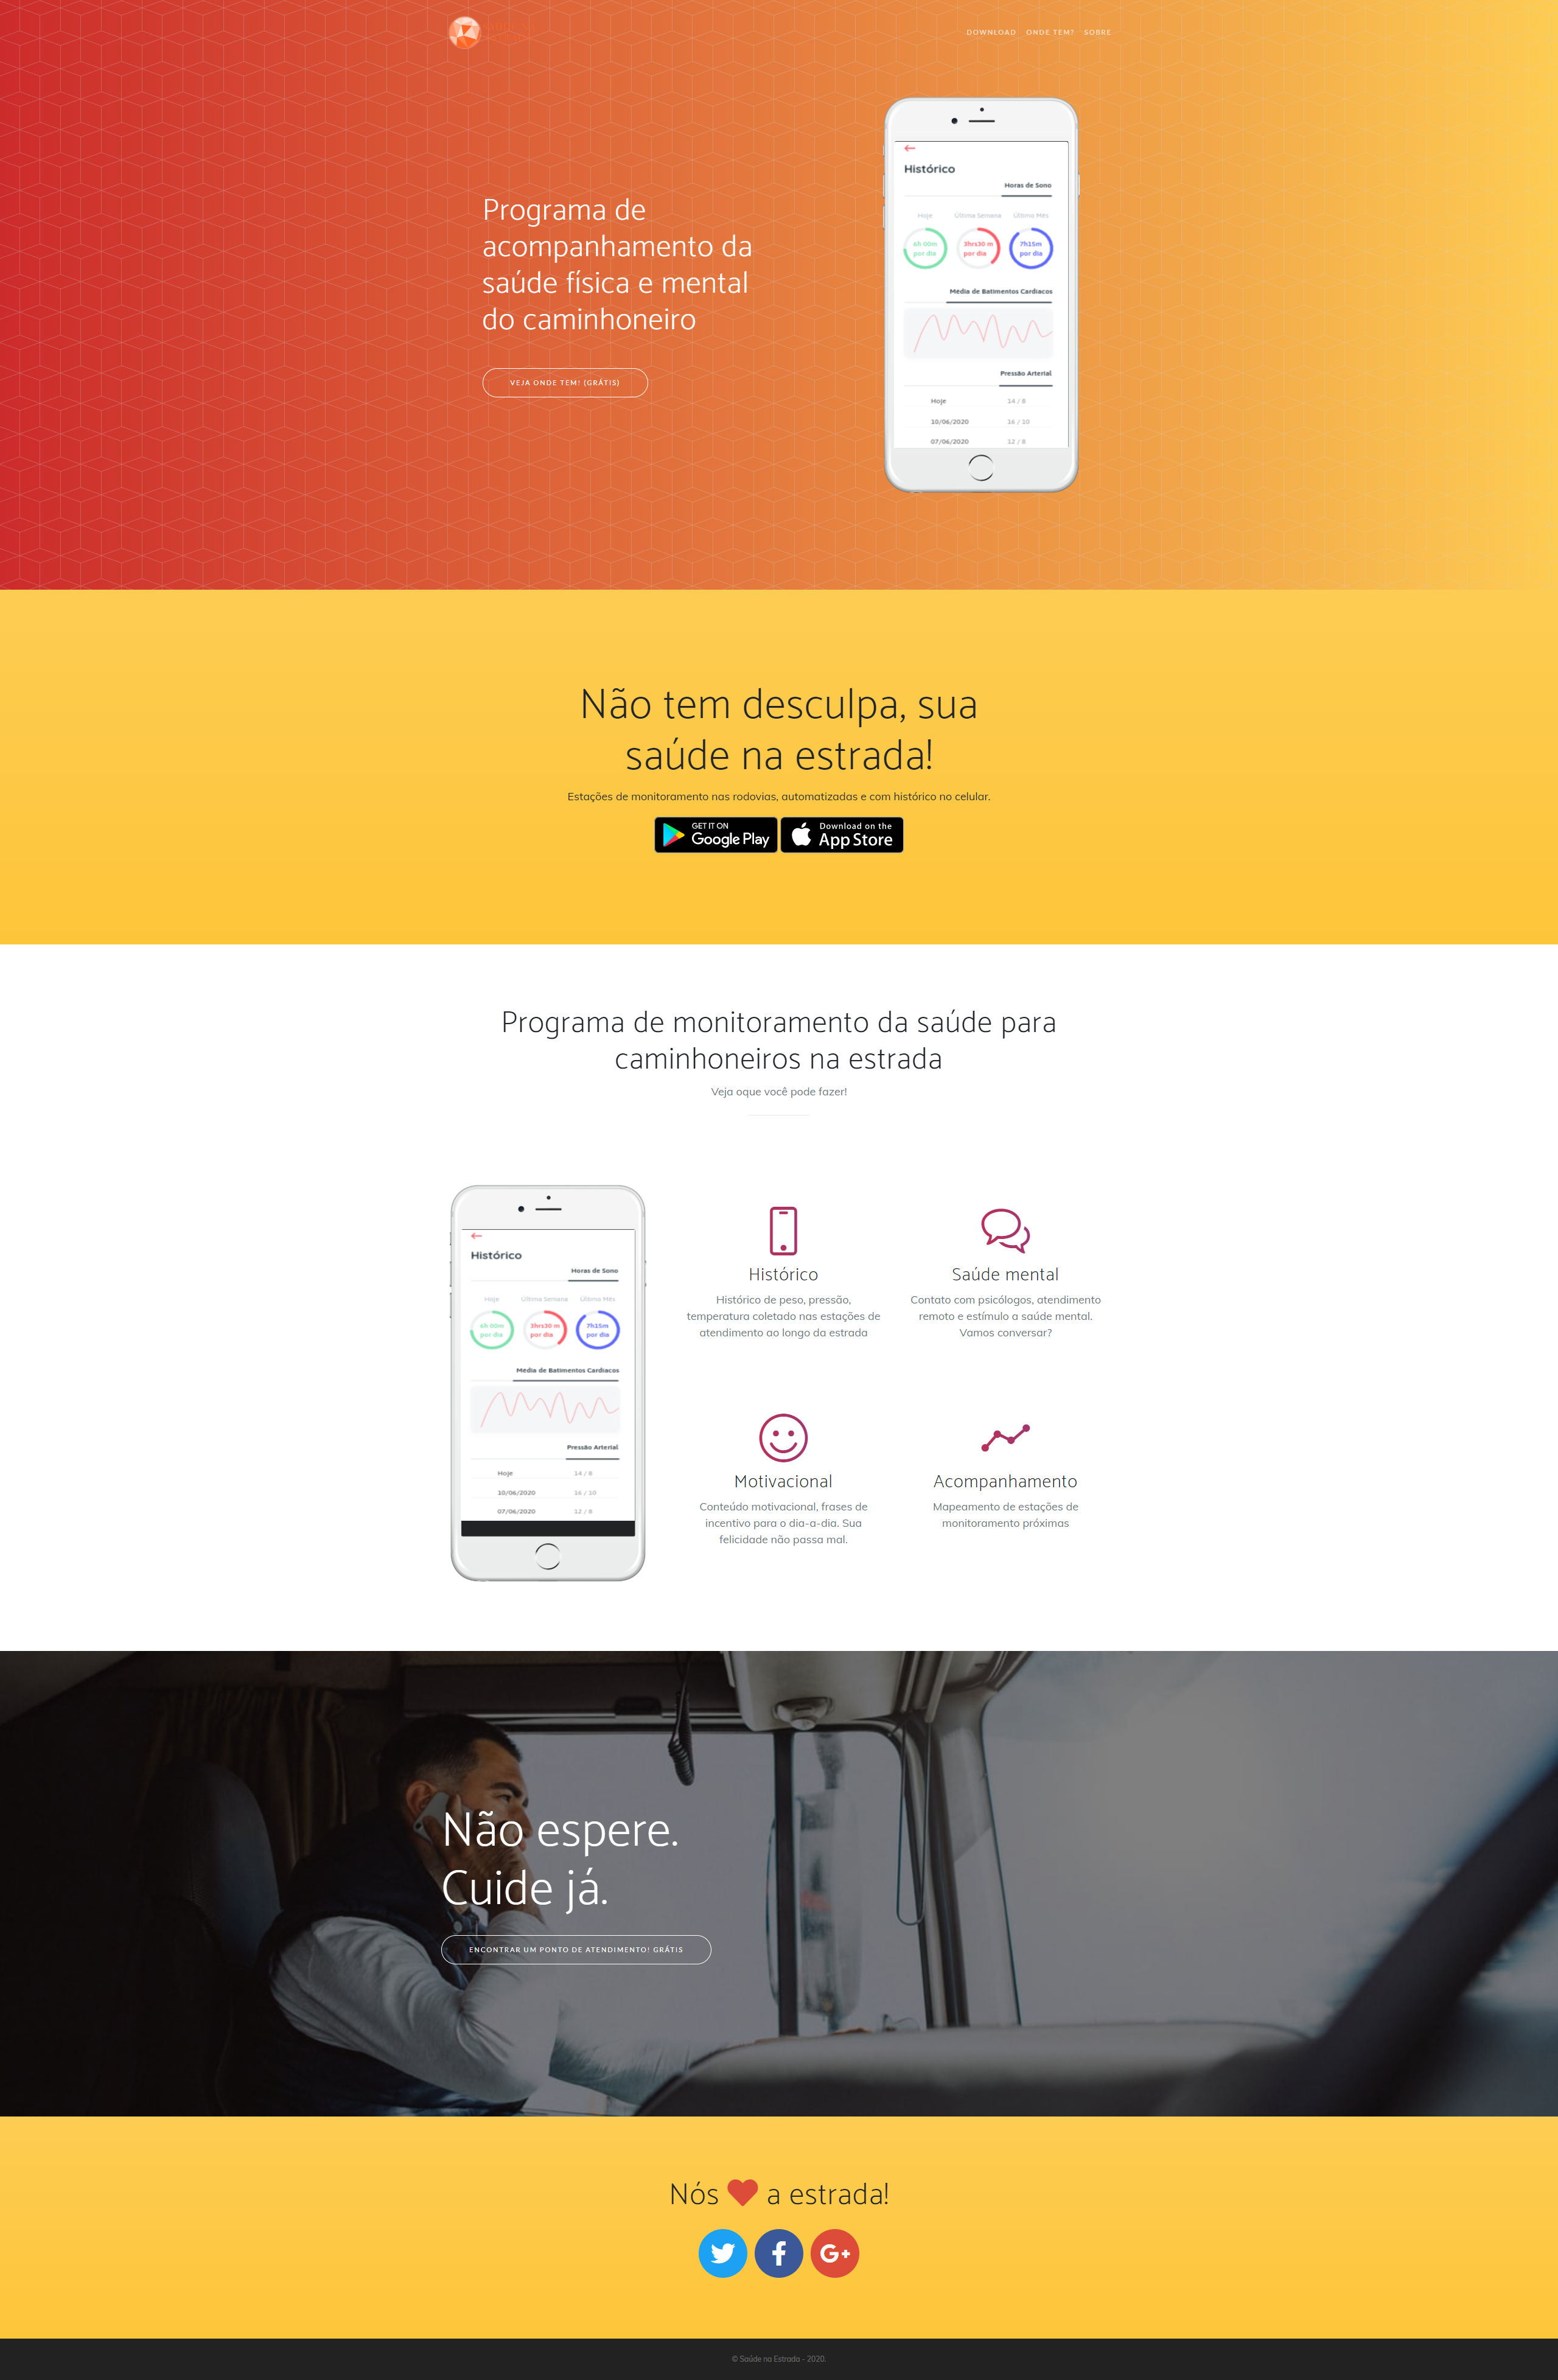 DOWNLOAD ONDE TEM? SOBRE
Programa de
acompanhamento da
saúde física e mental
do caminhoneiro
VEJA ONDE TEM! (GRÁTIS)
Histórico
Horas de Sono
Hoje Última Semana Último Mês
6h 00m 3hrs30 m 7h15m
por dia por dia por dia
Média de Batimentos Cardíacos
Pressão Arterial
Hoje 14 / 8
10/06/2020 16 / 10
07/06/2020 12 / 8
Não tem desculpa, sua
saúde na estrada!
Estações de monitoramento nas rodovias, automatizadas e com histórico no celular.
GET IT ON
Google Play
Download on the
App Store
Programa de monitoramento da saúde para
caminhoneiros na estrada
Veja oque você pode fazer!
Histórico
Horas de Sono
Hoje Última Semana Último Mês
6h 00m 3hrs30 m 7h15m
por dia por dia por dia
Média de Batimentos Cardíacos
Pressão Arterial
Hoje 14 / 8
10/06/2020 16 / 10
07/06/2020 12 / 8
Histórico
Histórico de peso, pressão,
temperatura coletado nas estações de
atendimento ao longo da estrada
Saúde mental
Contato com psicólogos, atendimento
remoto e estímulo a saúde mental.
Vamos conversar?
Motivacional
Conteúdo motivacional, frases de
incentivo para o dia-a-dia. Sua
felicidade não passa mal.
Acompanhamento
Mapeamento de estações de
monitoramento próximas
Não espere.
Cuide já.
ENCONTRAR UM PONTO DE ATENDIMENTO! GRÁTIS
Nós a estrada!
G+
© Saúde na Estrada - 2020.